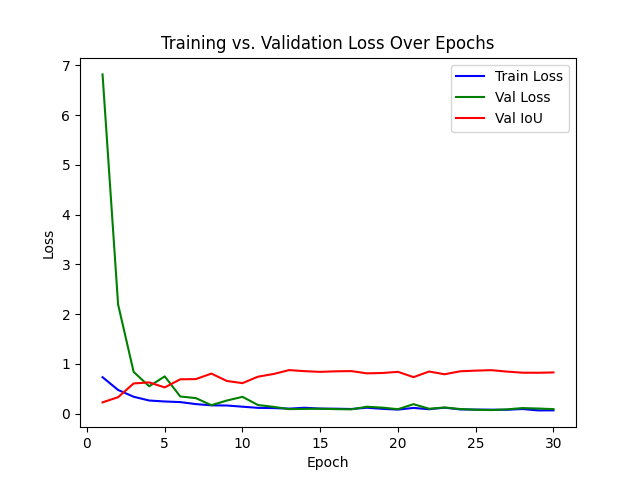 Training vs. Validation Loss Over Epochs
7
6
5
4
3
2
1
0
Loss
Train Loss
Val Loss
Val IoU
0 5 10 15 20 25 30
Epoch